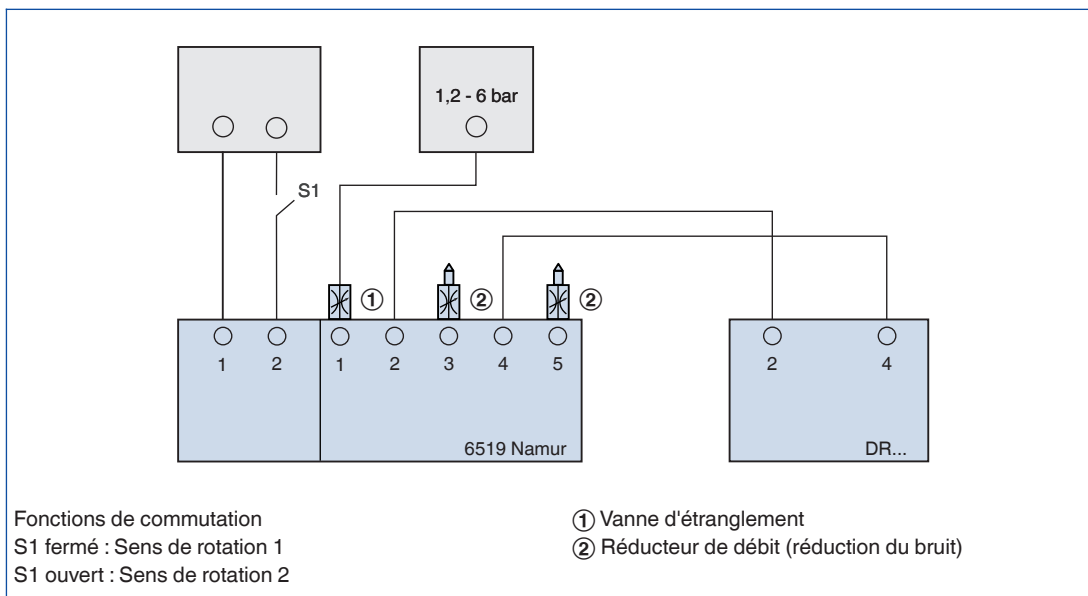 1,2 - 6 bar
S1
① ② ②
1 2 1 2 3 4 5
2 4
6519 Namur
DR...
Fonctions de commutation
S1 fermé : Sens de rotation 1
S1 ouvert : Sens de rotation 2
① Vanne d'étranglement
② Réducteur de débit (réduction du bruit)